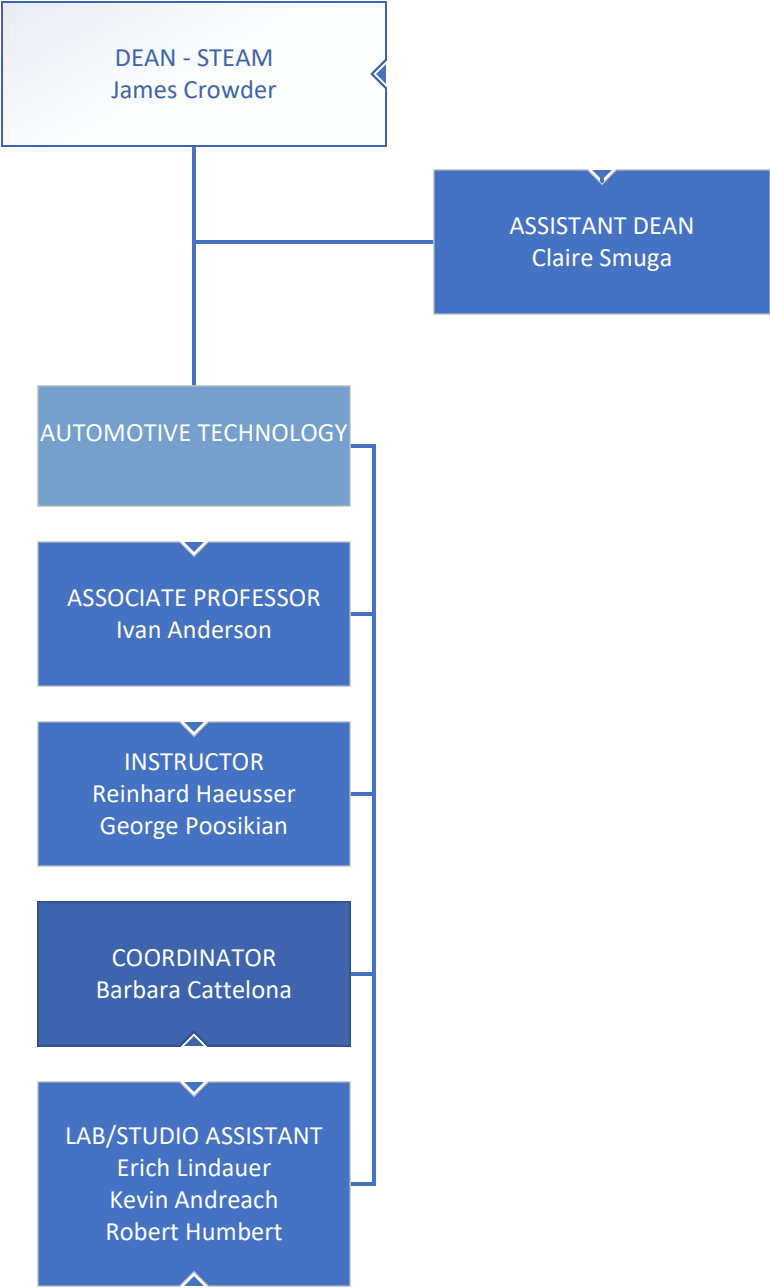 DEAN - STEAM
James Crowder
ASSISTANT DEAN
Claire Smuga
AUTOMOTIVE TECHNOLOGY
ASSOCIATE PROFESSOR
Ivan Anderson
INSTRUCTOR
Reinhard Haeusser
George Poosikian
COORDINATOR
Barbara Cattelona
LAB/STUDIO ASSISTANT
Erich Lindauer
Kevin Andreach
Robert Humbert